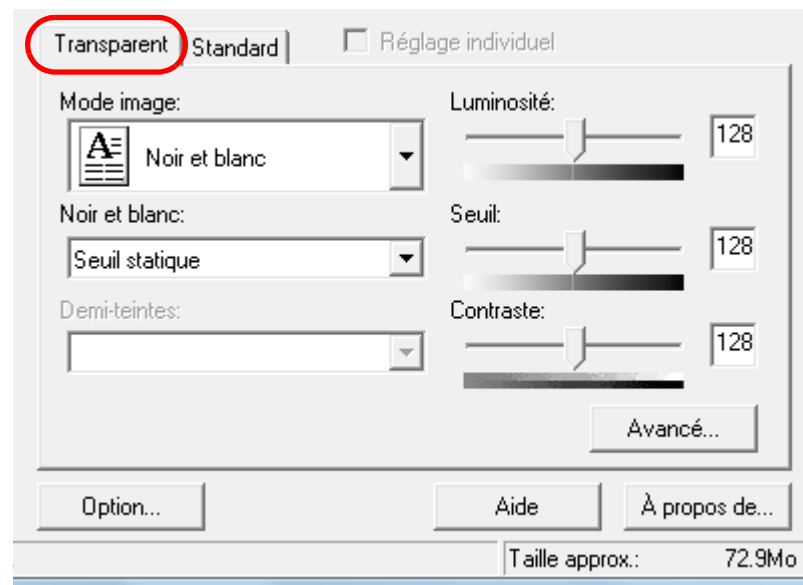 Transparent Standard Réglage individuel
Mode image: Luminosité:
A Noir et blanc 128
Noir et blanc: Seuil:
Seuil statique 128
Demi-teintes: Contraste:
128
Avancé...
Option... Aide À propos de...
Taille approx.: 72.9Mo